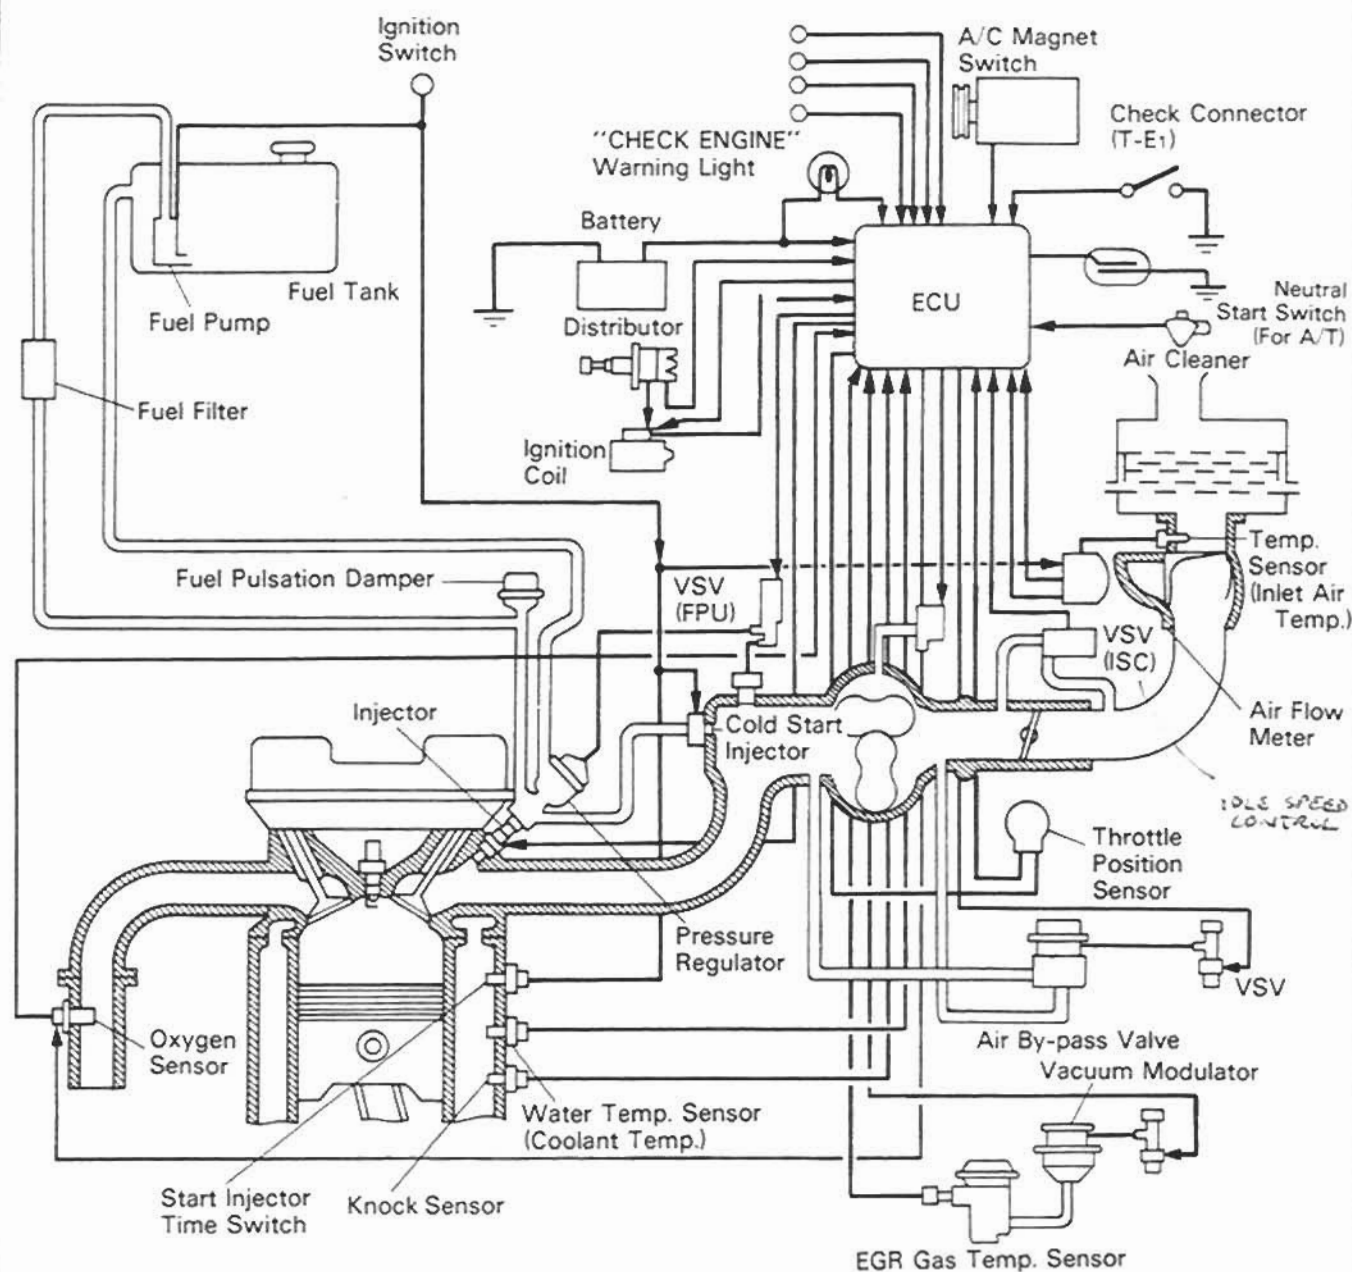 Ignition
Switch
A/C Magnet
Switch
Check Connector
(T-E1)
"CHECK ENGINE"
Warning Light
Battery
Fuel Tank
Fuel Pump
Distributor
ECU
Neutral
Start Switch
(For A/T)
Air Cleaner
Fuel Filter
Ignition
Coil
Temp.
Sensor
(Inlet Air
Temp.)
Fuel Pulsation Damper
VSV
(FPU)
VSV
(ISC)
Injector
Cold Start
Injector
Air Flow
Meter
IDLE SPEED
CONTROL
Throttle
Position
Sensor
Pressure
Regulator
VSV
Oxygen
Sensor
Air By-pass Valve
Vacuum Modulator
Water Temp. Sensor
(Coolant Temp.)
Start Injector
Time Switch
Knock Sensor
EGR Gas Temp. Sensor